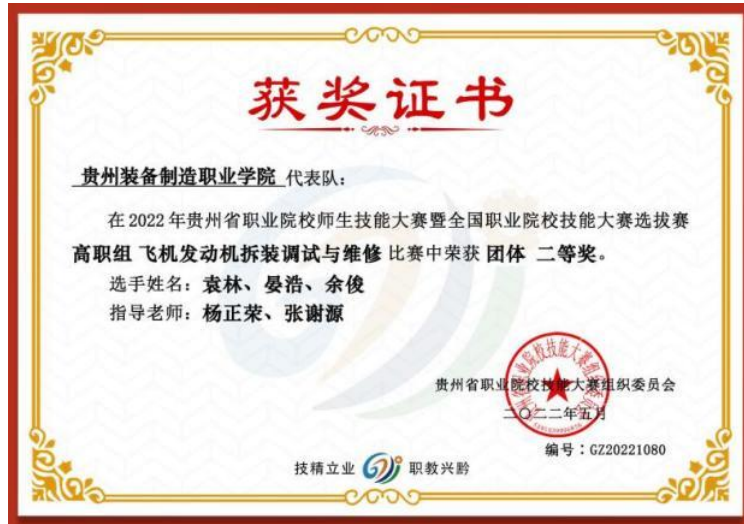 获奖证书
贵州装备制造职业学院 代表队：
在2022年贵州省职业院校师生技能大赛暨全国职业院校技能大赛选拔赛
高职组 飞机发动机拆装调试与维修 比赛中荣获 团体 二等奖。
选手姓名：袁林、晏浩、余俊
指导老师：杨正荣、张谢源
贵州省职业院校技能大赛组织委员会
二〇二二年五月
编号：GZ20221080
技精立业 职教兴黔